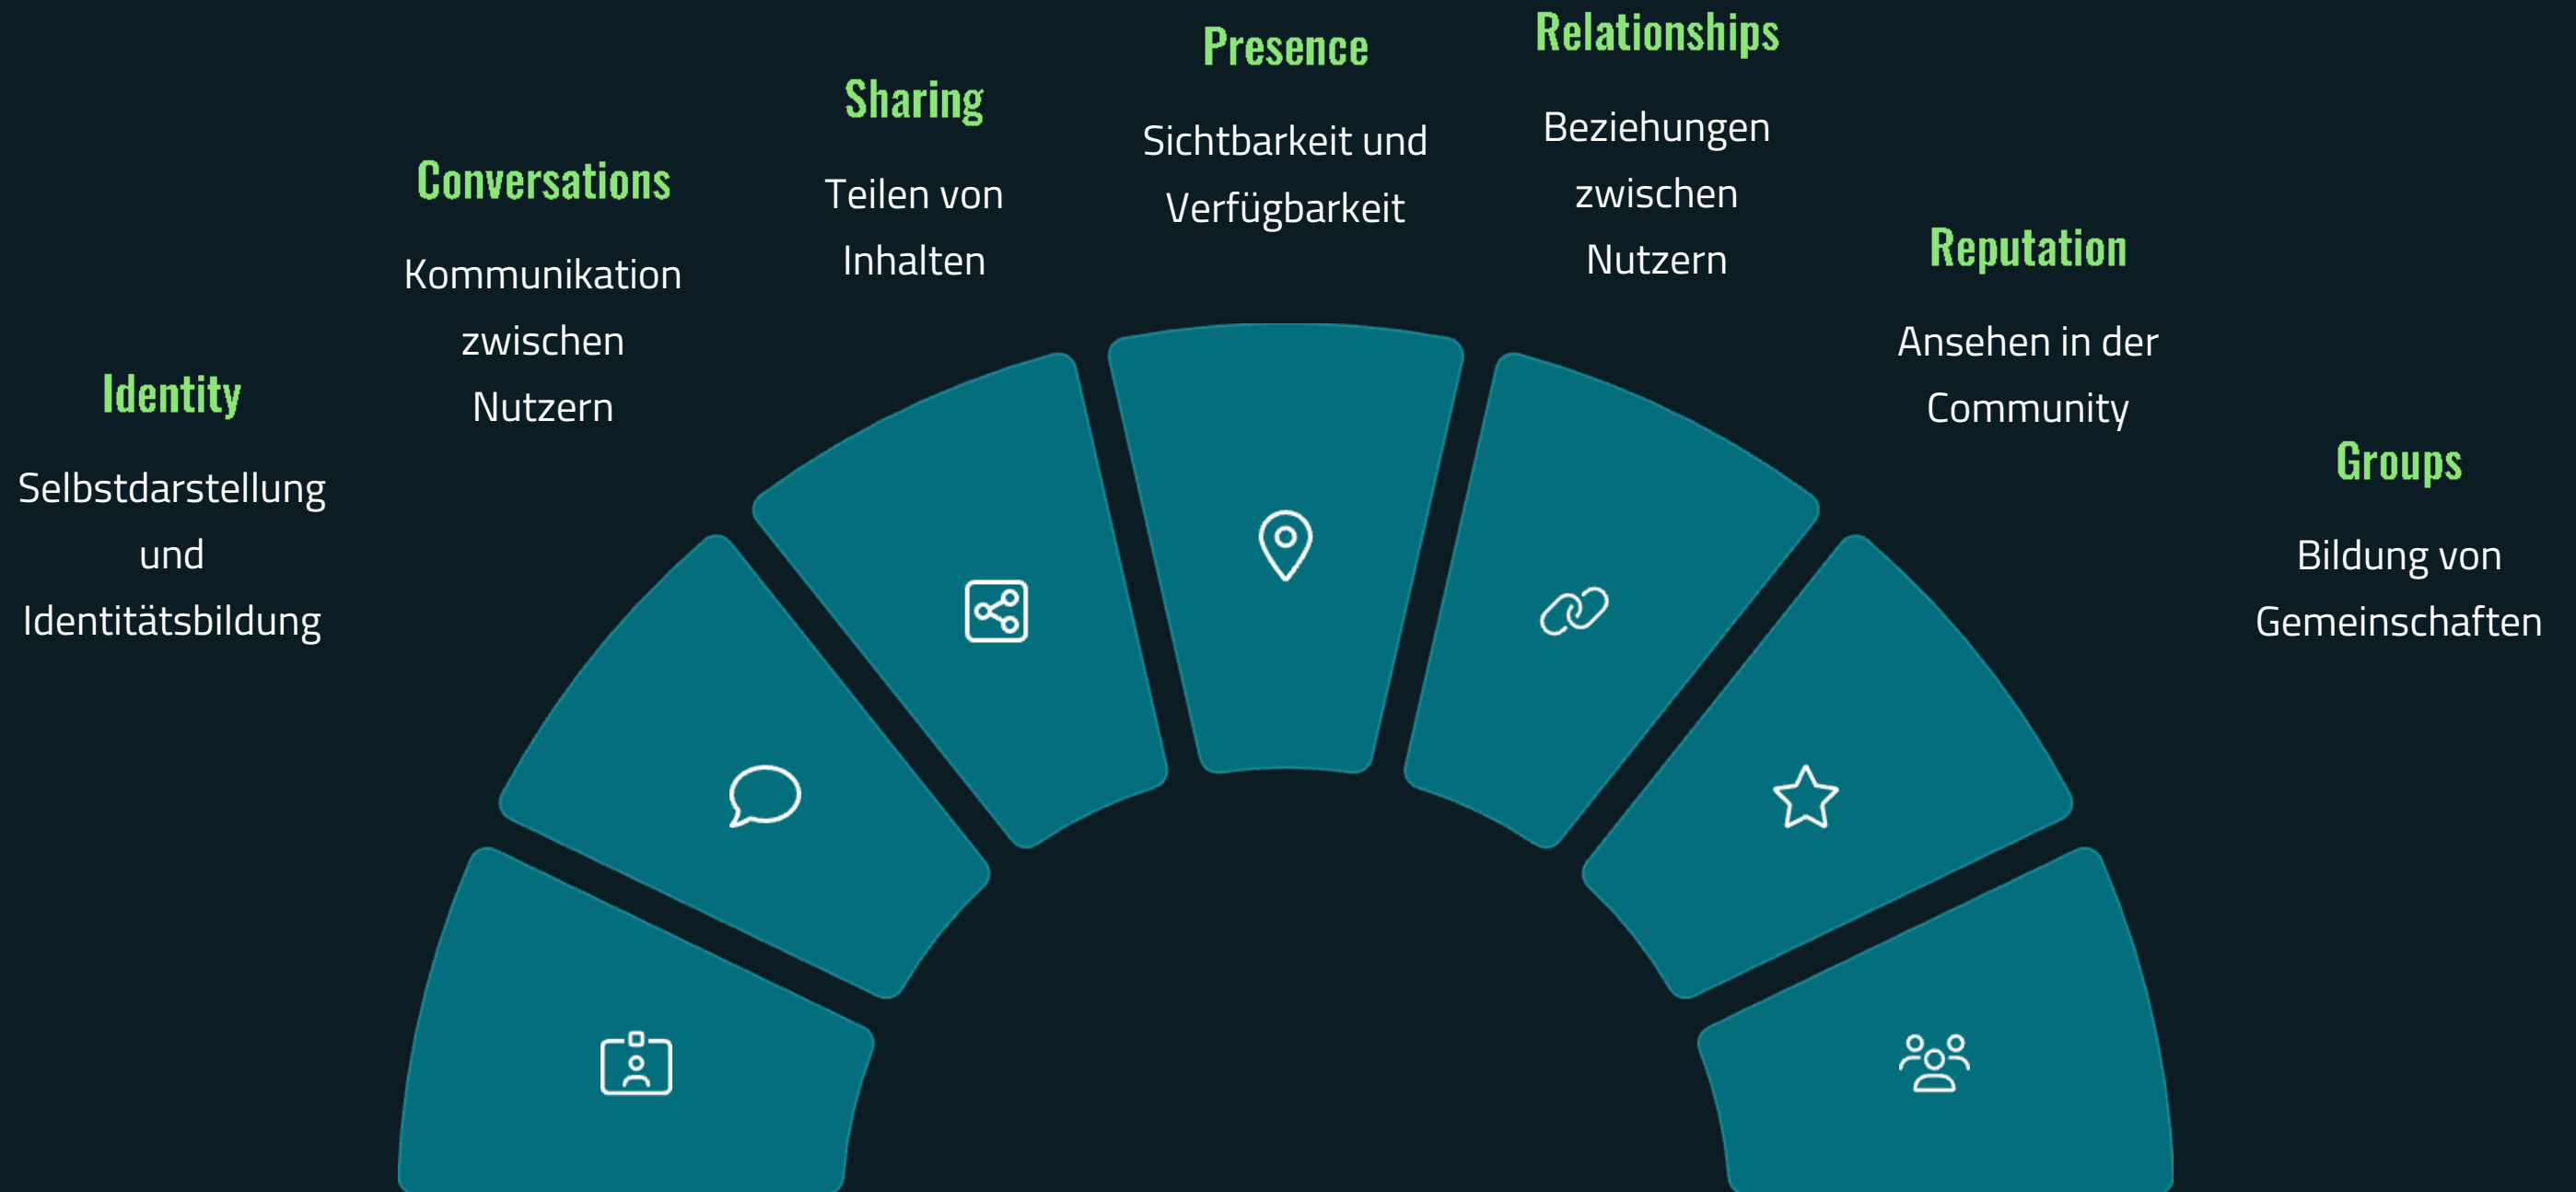 Identity
Selbstdarstellung
und
Identitätsbildung
Conversations
Kommunikation
zwischen
Nutzern
Sharing
Teilen von
Inhalten
Presence
Sichtbarkeit und
Verfügbarkeit
Relationships
Beziehungen
zwischen
Nutzern
Reputation
Ansehen in der
Community
Groups
Bildung von
Gemeinschaften